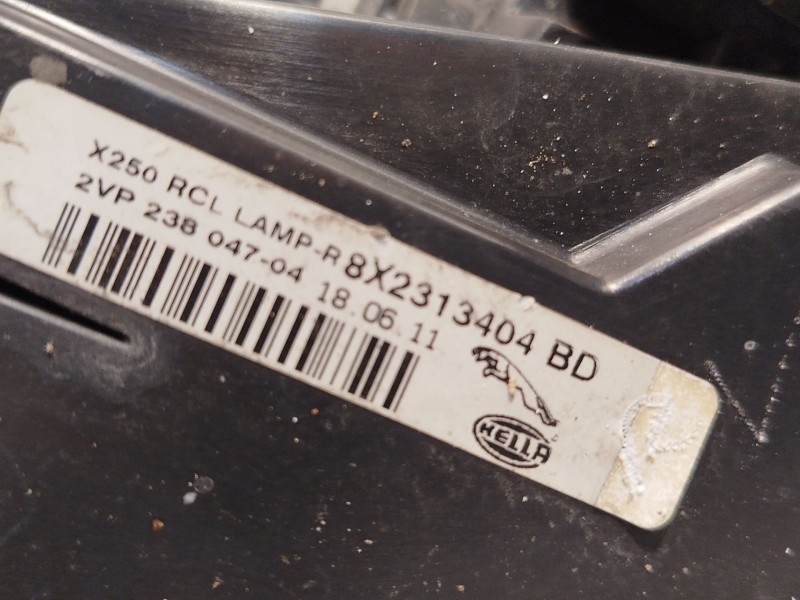 X250 RCL LAMP-R 8X2313404 BD
2VP 238 047-04 18.06.11
HELLA
R